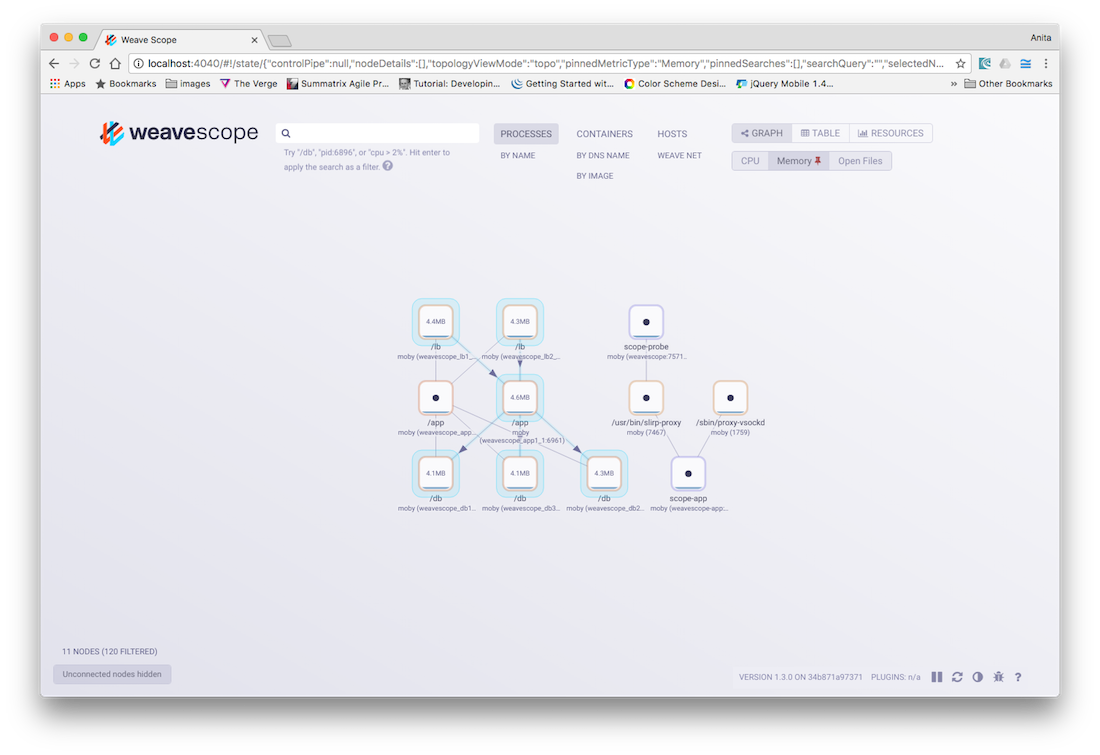 Weave Scope
Anita
localhost:4040/#!/state/{"controlPipe":null,"nodeDetails":[],"topologyViewMode":"topo","pinnedMetricType":"Memory","pinnedSearches":[],"searchQuery":"","selectedN...
Apps Bookmarks images The Verge Summatrix Agile Pr... Tutorial: Developin... Getting Started wit... Color Scheme Desi... jQuery Mobile 1.4... » Other Bookmarks
weavescope
PROCESSES CONTAINERS HOSTS GRAPH TABLE RESOURCES
Try "/db", "pid:6896", or "cpu > 2%". Hit enter to
apply the search as a filter. ?
BY NAME BY DNS NAME WEAVE NET
CPU Memory Open Files
BY IMAGE
4.4MB 4.3MB
/lb /lb scope-probe
moby (weavescope_lb1_... moby (weavescope_lb2_... moby (weavescope:7571...
4.6MB
/app /app /usr/bin/slirp-proxy /sbin/proxy-vsockd
moby (weavescope_app... moby moby (7467) moby (1759)
(weavescope_app1_1:6961)
4.1MB 4.1MB 4.3MB
/db /db /db scope-app
moby (weavescope_db1... moby (weavescope_db3... moby (weavescope_db2... moby (weavescope-app:...
11 NODES (120 FILTERED)
Unconnected nodes hidden
VERSION 1.3.0 ON 34b871a97371 PLUGINS: n/a ?